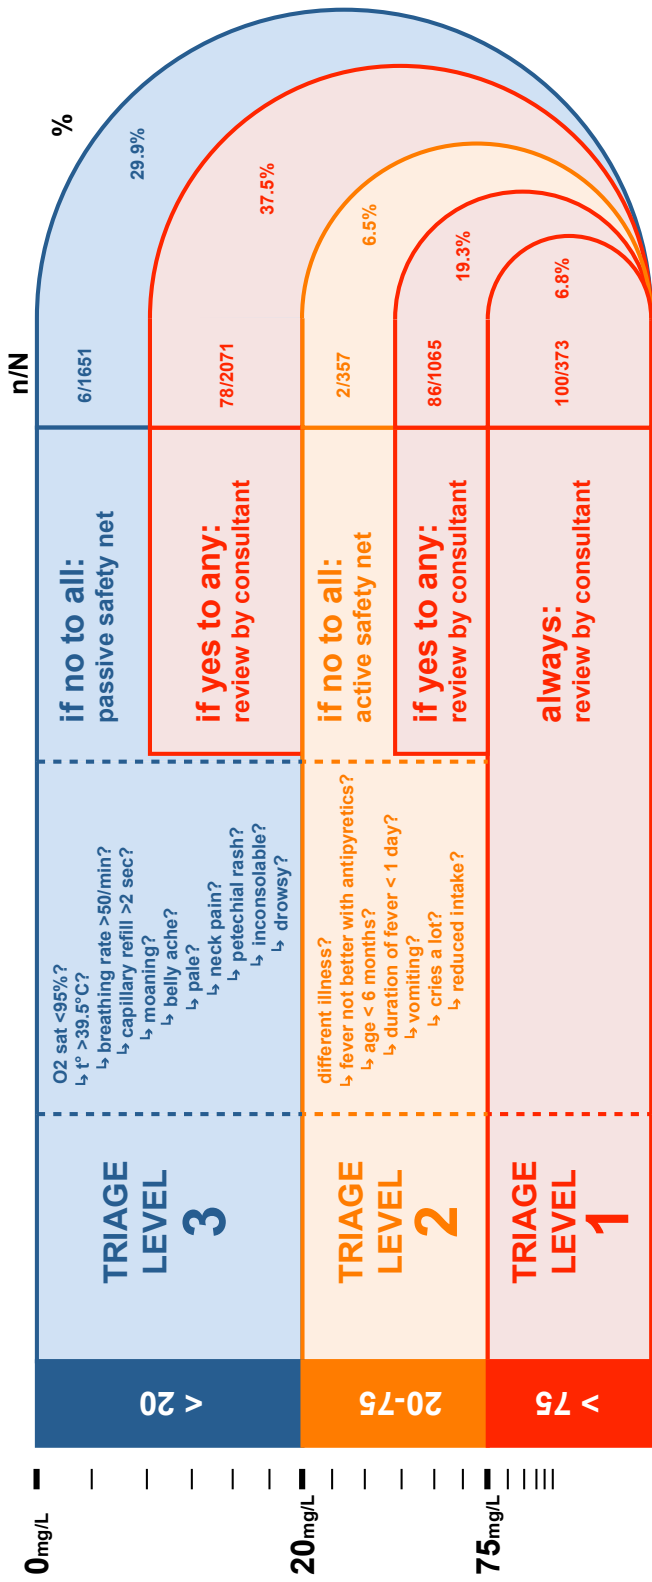 n/N
%
0mg/L
< 20
TRIAGE
LEVEL
3
O2 sat <95%?
↳ t° >39.5°C?
↳ breathing rate >50/min?
↳ capillary refill >2 sec?
↳ moaning?
↳ belly ache?
↳ pale?
↳ neck pain?
↳ petechial rash?
↳ inconsolable?
↳ drowsy?
if no to all:
passive safety net
6/1651
29.9%
if yes to any:
review by consultant
78/2071
37.5%
20mg/L
20-75
TRIAGE
LEVEL
2
different illness?
↳ fever not better with antipyretics?
↳ age < 6 months?
↳ duration of fever < 1 day?
↳ vomiting?
↳ cries a lot?
↳ reduced intake?
if no to all:
active safety net
2/357
6.5%
if yes to any:
review by consultant
86/1065
19.3%
75mg/L
> 75
TRIAGE
LEVEL
1
always:
review by consultant
100/373
6.8%